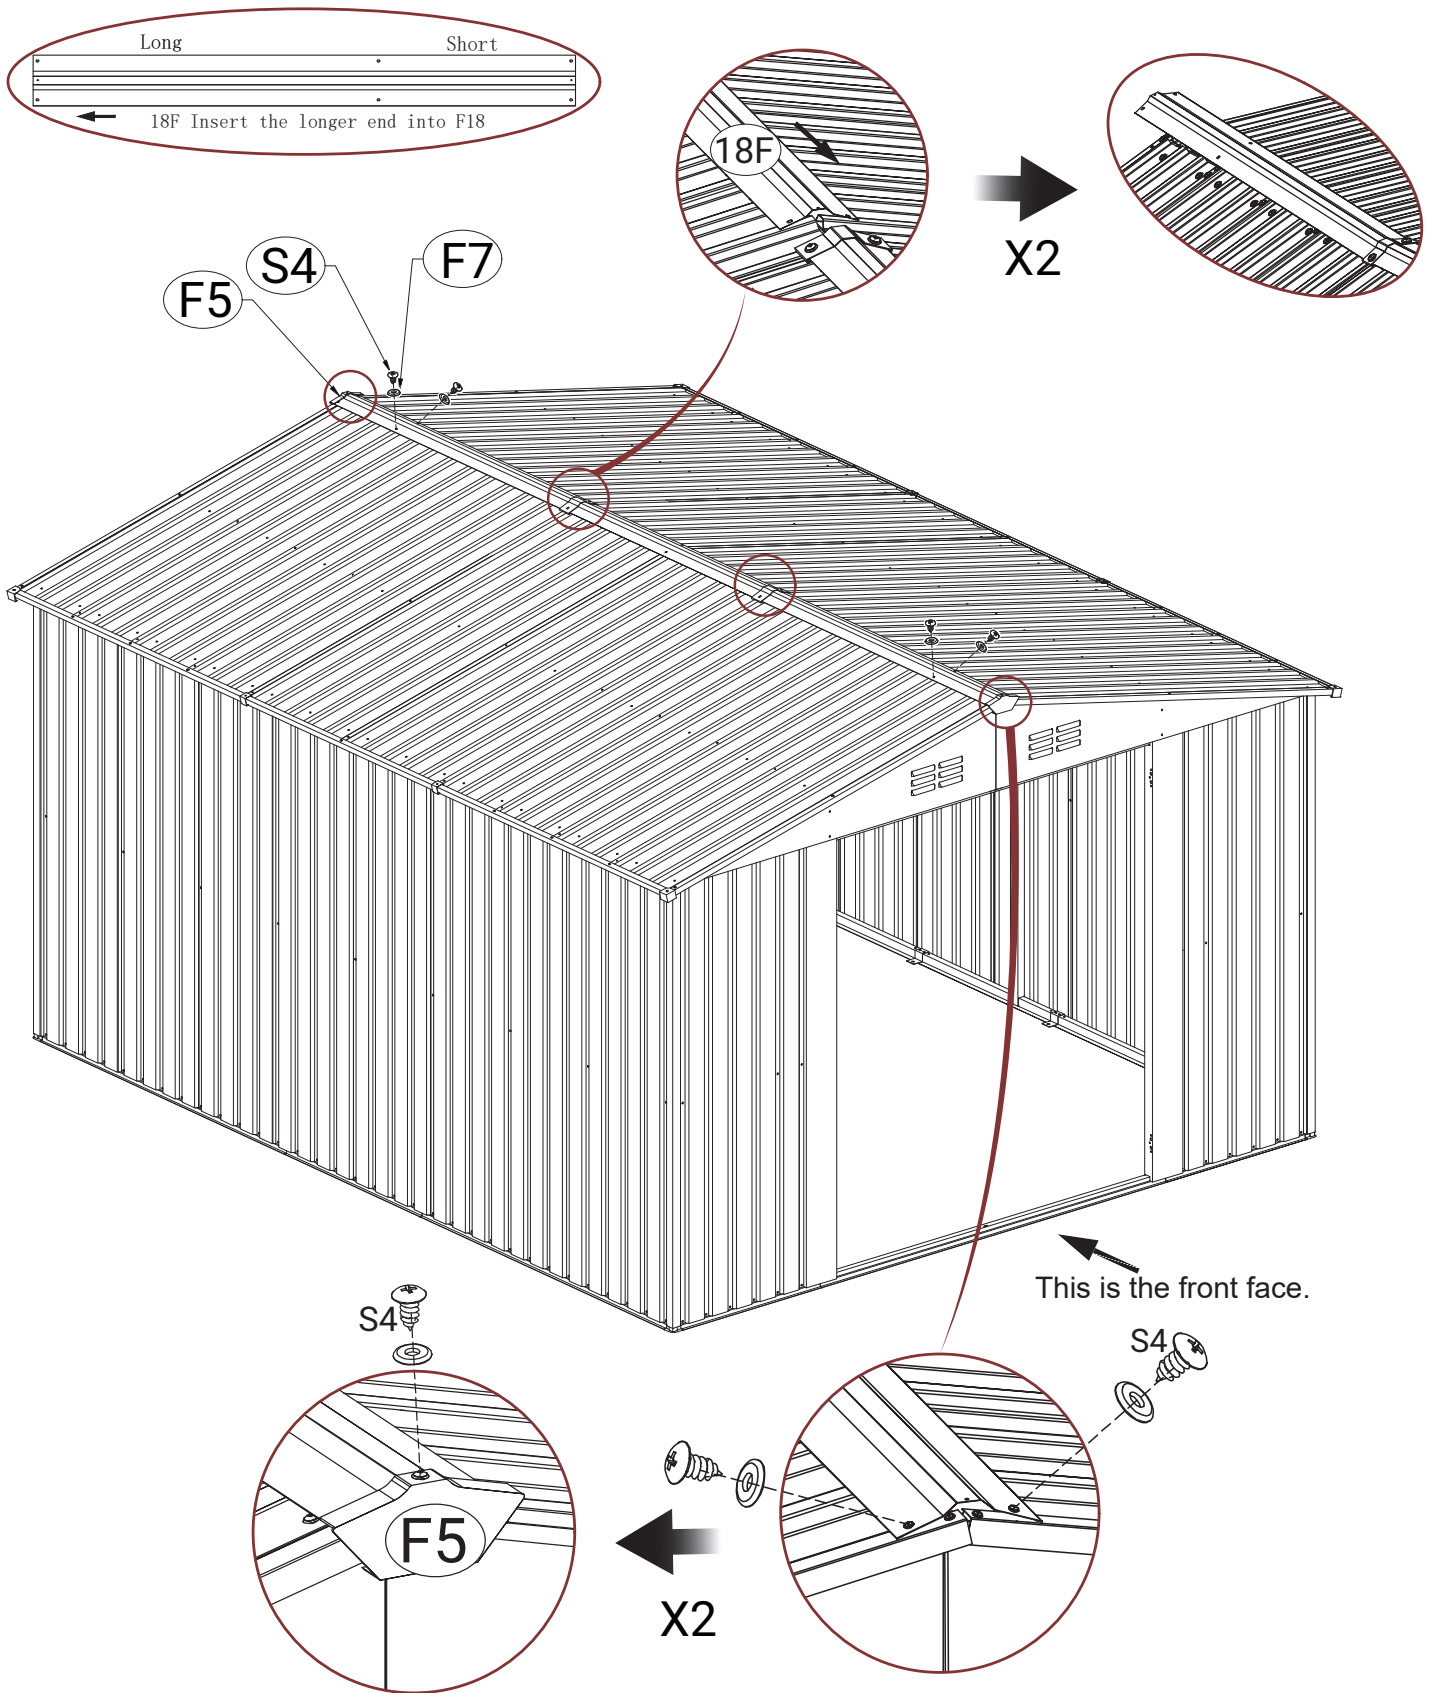 Long
Short
18F Insert the longer end into F18
18F
X2
S4
F7
F5
This is the front face.
S4
S4
F5
X2